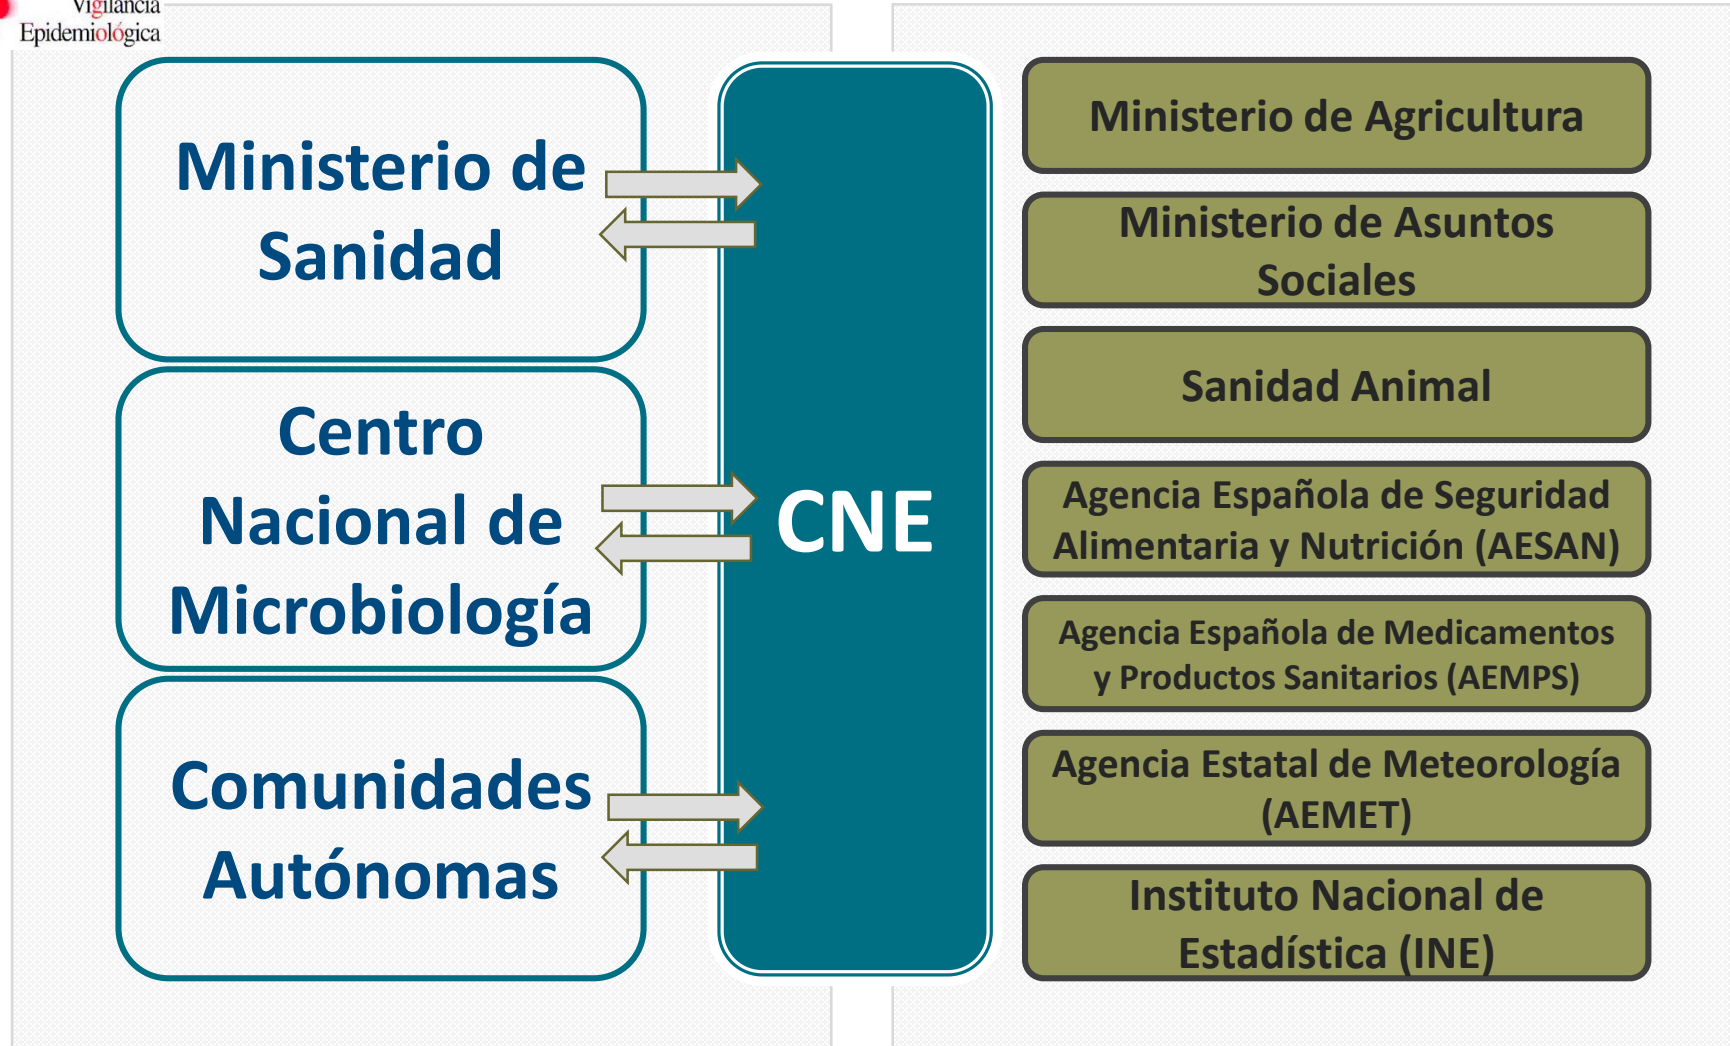 Vigilancia
Epidemiológica
Ministerio de
Sanidad
Centro
Nacional de
Microbiología
Comunidades
Autónomas
CNE
Ministerio de Agricultura
Ministerio de Asuntos
Sociales
Sanidad Animal
Agencia Española de Seguridad
Alimentaria y Nutrición (AESAN)
Agencia Española de Medicamentos
y Productos Sanitarios (AEMPS)
Agencia Estatal de Meteorología
(AEMET)
Instituto Nacional de
Estadística (INE)